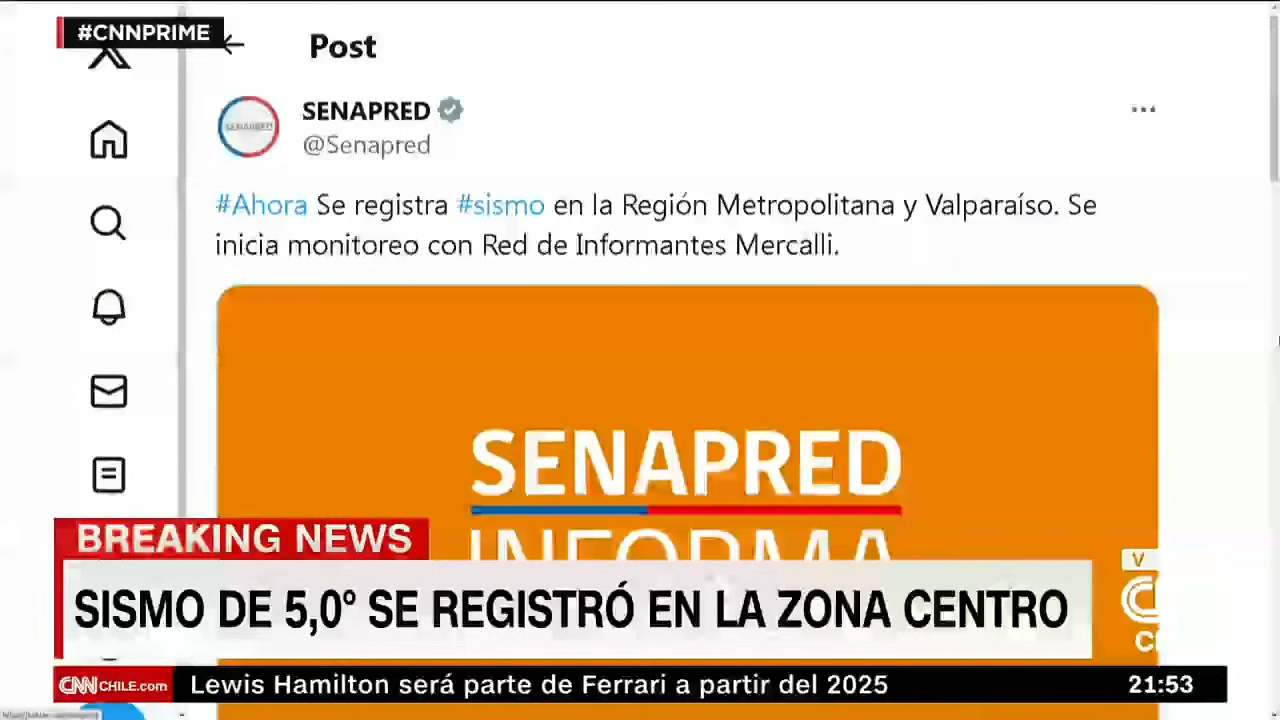 #CNNPRIME
Post
SENAPRED
@Senapred
#Ahora Se registra #sismo en la Región Metropolitana y Valparaíso. Se
inicia monitoreo con Red de Informantes Mercalli.
SENAPRED
INFORMA
BREAKING NEWS
V
SISMO DE 5,0° SE REGISTRÓ EN LA ZONA CENTRO
CNNCHILE.com Lewis Hamilton será parte de Ferrari a partir del 2025 21:53